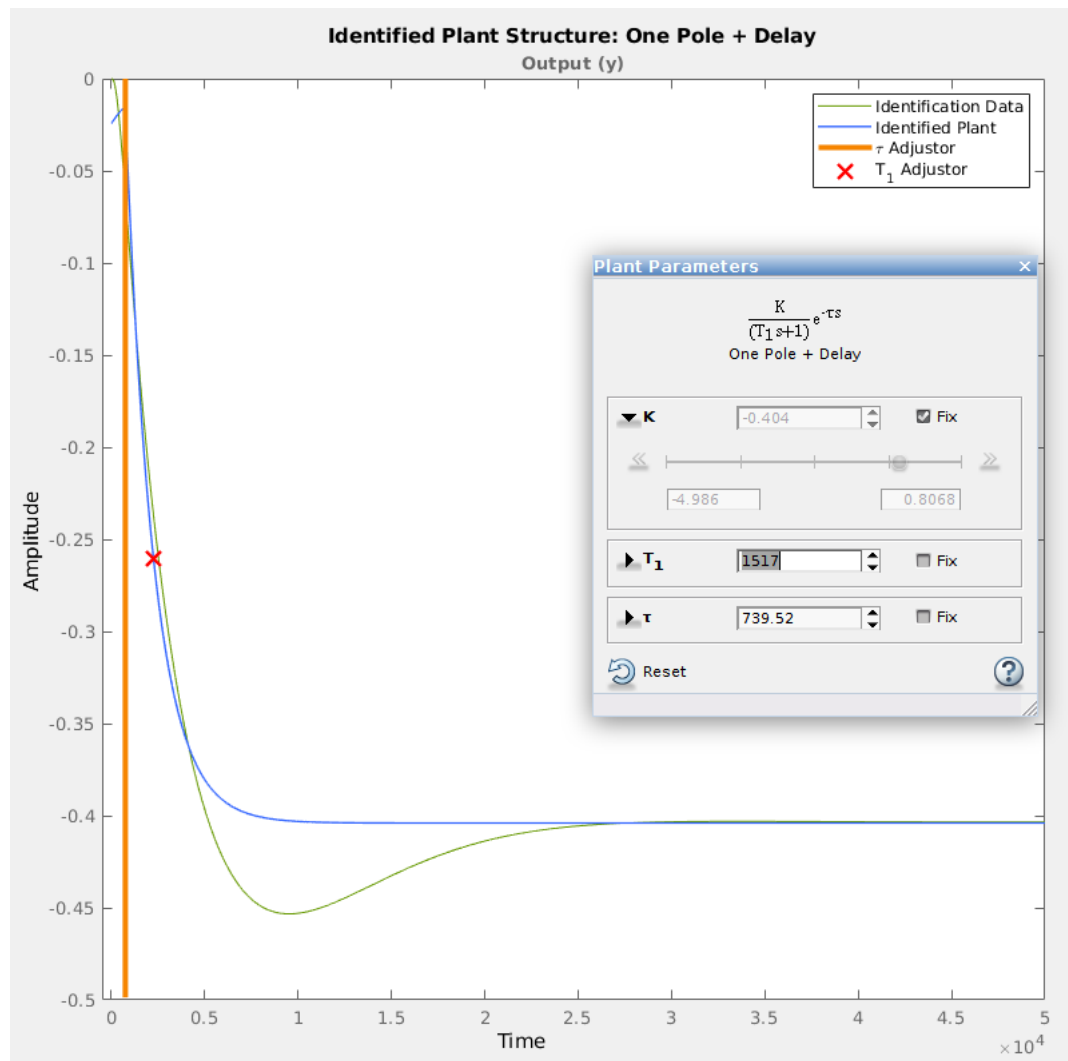 Identified Plant Structure: One Pole + Delay
Output (y)
Identification Data
Identified Plant
τ Adjustor
T1 Adjustor
Amplitude
0
-0.05
-0.1
-0.15
-0.2
-0.25
-0.3
-0.35
-0.4
-0.45
-0.5
Plant Parameters
K
(T1s+1)
e-τs
One Pole + Delay
K -0.404 Fix
-4.986 0.8068
T1 1517 Fix
τ 739.52 Fix
Reset ?
0 0.5 1 1.5 2 2.5 3 3.5 4 4.5 5
Time
×10^4